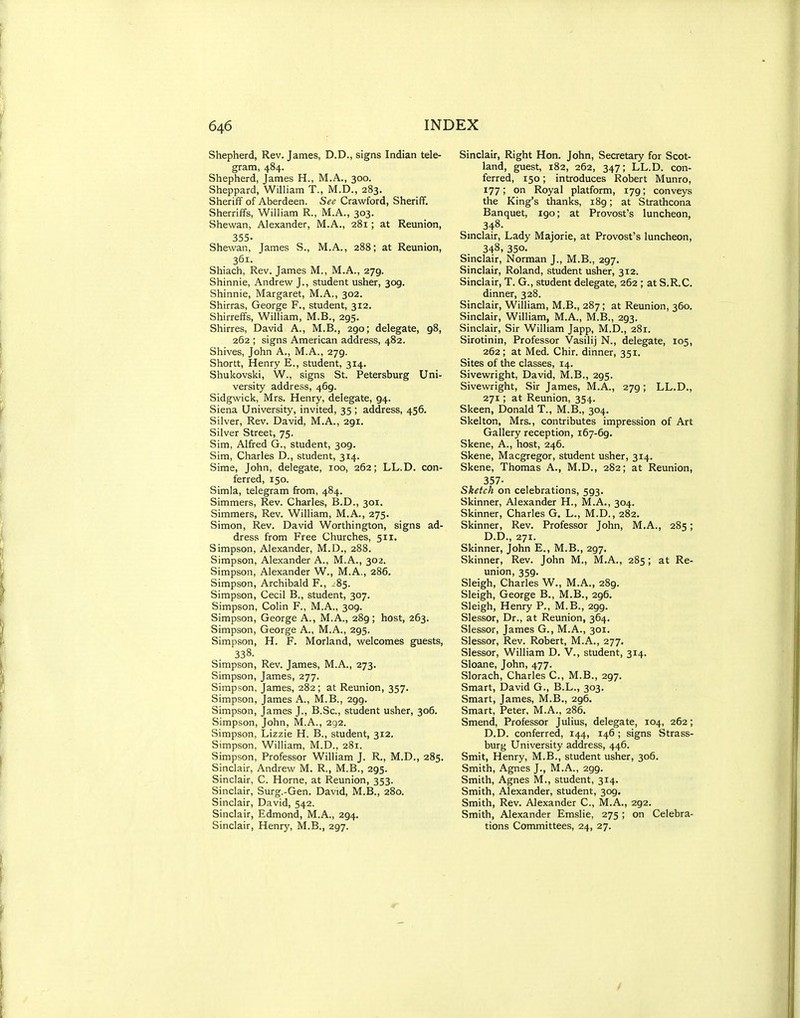 646 INDEX
Shepherd, Rev. James, D.D., signs Indian tele-
gram, 484.
Shepherd, James H., M.A., 300.
Sheppard, William T., M.D., 283.
Sheriff of Aberdeen. See Crawford, Sheriff.
Sherriffs, William R., M.A., 303.
Shewan, Alexander, M.A., 281; at Reunion,
355.
Shewan, James S., M.A., 288; at Reunion,
361.
Shiach, Rev. James M., M.A., 279.
Shinnie, Andrew J., student usher, 309.
Shinnie, Margaret, M.A., 302.
Shirras, George F., student, 312.
Shirreffs, William, M.B., 295.
Shirres, David A., M.B., 290; delegate, 98,
262; signs American address, 482.
Shives, John A., M.A., 279.
Shortt, Henry E., student, 314.
Shukovski, W., signs St. Petersburg Uni-
versity address, 469.
Sidgwick, Mrs. Henry, delegate, 94.
Siena University, invited, 35; address, 456.
Silver, Rev. David, M.A., 291.
Silver Street, 75.
Sim, Alfred G., student, 309.
Sim, Charles D., student, 314.
Sime, John, delegate, 100, 262; LL.D. con-
ferred, 150.
Simla, telegram from, 484.
Simmers, Rev. Charles, B.D., 301.
Simmers, Rev. William, M.A., 275.
Simon, Rev. David Worthington, signs ad-
dress from Free Churches, 511.
Simpson, Alexander, M.D., 288.
Simpson, Alexander A., M.A., 302.
Simpson, Alexander W., M.A., 286.
Simpson, Archibald F., 285.
Simpson, Cecil B., student, 307.
Simpson, Colin F., M.A., 309.
Simpson, George A., M.A., 289; host, 263.
Simpson, George A., M.A., 295.
Simpson, H. F. Morland, welcomes guests,
338.
Simpson, Rev. James, M.A., 273.
Simpson, James, 277.
Simpson, James, 282; at Reunion, 357.
Simpson, James A., M.B., 299.
Simpson, James J., B.Sc., student usher, 306.
Simpson, John, M.A., 292.
Simpson, Lizzie H. B., student, 312.
Simpson, William, M.D., 281.
Simpson, Professor William J. R., M.D., 285.
Sinclair, Andrew M. R., M.B., 295.
Sinclair, C. Horne, at Reunion, 353.
Sinclair, Surg.-Gen. David, M.B., 280.
Sinclair, David, 542.
Sinclair, Edmond, M.A., 294.
Sinclair, Henry, M.B., 297.
Sinclair, Right Hon. John, Secretary for Scot-
land, guest, 182, 262, 347; LL.D. con-
ferred, 150; introduces Robert Munro,
177; on Royal platform, 179; conveys
the King's thanks, 189; at Strathcona
Banquet, 190; at Provost's luncheon,
348.
Sinclair, Lady Majorie, at Provost's luncheon,
348, 350.
Sinclair, Norman J., M.B., 297.
Sinclair, Roland, student usher, 312.
Sinclair, T. G., student delegate, 262; at S.R.C.
dinner, 328.
Sinclair, William, M.B., 287; at Reunion, 360.
Sinclair, William, M.A., M.B., 293.
Sinclair, Sir William Japp, M.D., 281.
Sirotinin, Professor Vasilij N., delegate, 105,
262; at Med. Chir. dinner, 351.
Sites of the classes, 14.
Sivewright, David, M.B., 295.
Sivewright, Sir James, M.A., 279; LL.D.,
271; at Reunion, 354.
Skeen, Donald T., M.B., 304.
Skelton, Mrs., contributes impression of Art
Gallery reception, 167-69.
Skene, A., host, 246.
Skene, Macgregor, student usher, 314.
Skene, Thomas A., M.D., 282; at Reunion,
357.
Sketch on celebrations, 593.
Skinner, Alexander H., M.A., 304.
Skinner, Charles G. L., M.D., 282.
Skinner, Rev. Professor John, M.A., 285;
D.D., 271.
Skinner, John E., M.B., 297.
Skinner, Rev. John M., M.A., 285; at Re-
union, 359.
Sleigh, Charles W., M.A., 289.
Sleigh, George B., M.B., 296.
Sleigh, Henry P., M.B., 299.
Slessor, Dr., at Reunion, 364.
Slessor, James G., M.A., 301.
Slessor, Rev. Robert, M.A., 277.
Slessor, William D. V., student, 314.
Sloane, John, 477.
Slorach, Charles C., M.B., 297.
Smart, David G., B.L., 303.
Smart, James, M.B., 296.
Smart, Peter, M.A., 286.
Smend, Professor Julius, delegate, 104, 262;
D.D. conferred, 144, 146; signs Strass-
burg University address, 446.
Smit, Henry, M.B., student usher, 306.
Smith, Agnes J., M.A., 299.
Smith, Agnes M., student, 314.
Smith, Alexander, student, 309.
Smith, Rev. Alexander C., M.A., 292.
Smith, Alexander Emslie, 275; on Celebra-
tions Committees, 24, 27.